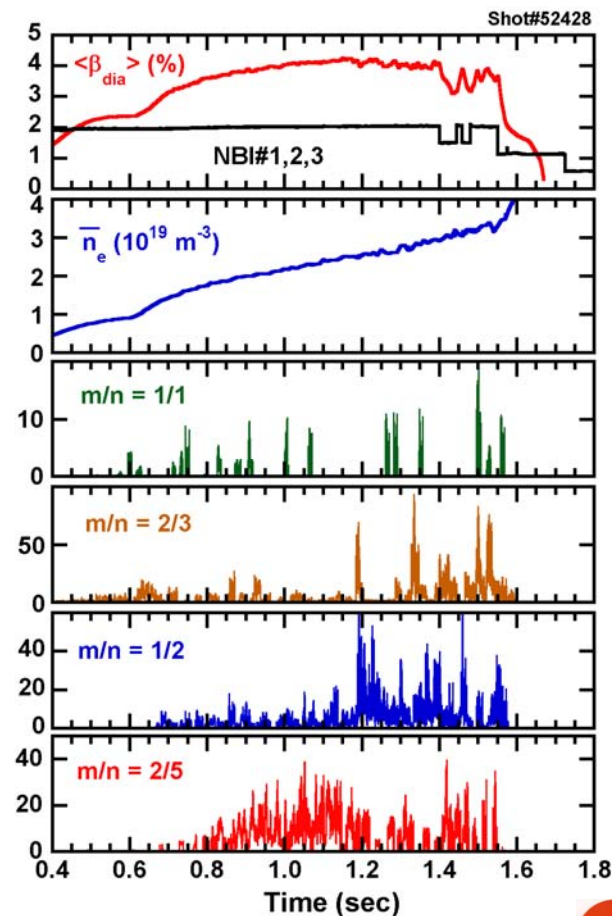 Shot#52428
5
<β_dia> (%)
4
3
2
NBI#1,2,3
1
0
4
n̅_e (10^19 m^-3)
3
2
1
0
m/n = 1/1
10
0
m/n = 2/3
50
0
m/n = 1/2
40
20
0
40
m/n = 2/5
20
0
0.4 0.6 0.8 1.0 1.2 1.4 1.6 1.8
Time (sec)